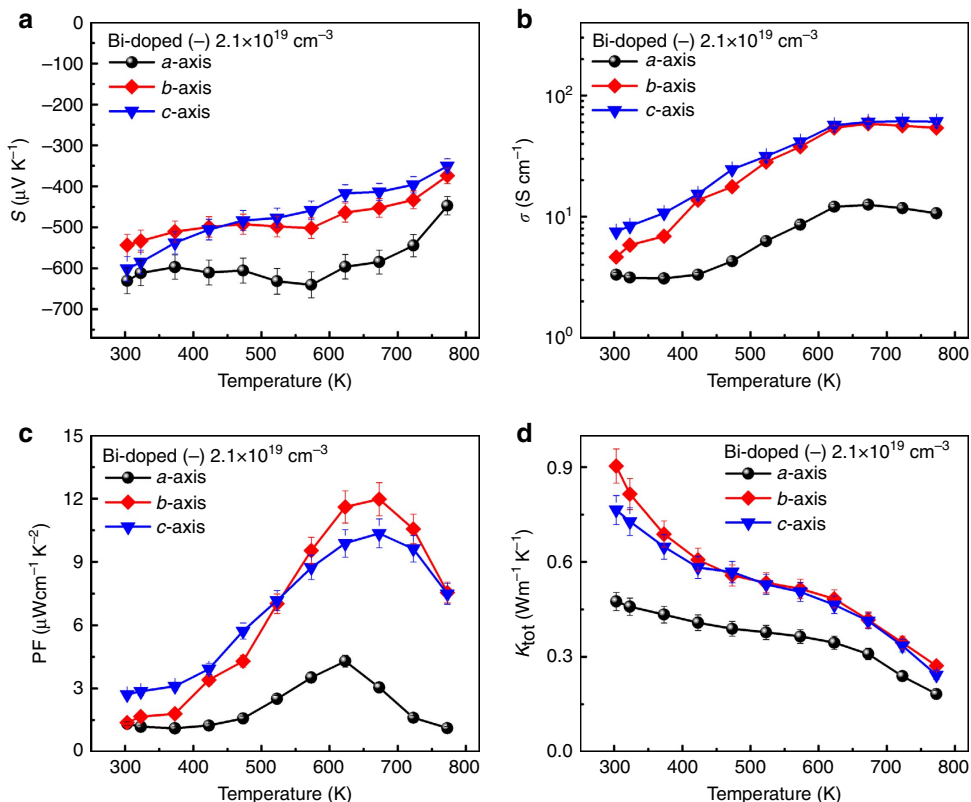 a
0
−100
−200
−300
−400
−500
−600
−700
S (μV K⁻¹)
Bi-doped (−) 2.1×10¹⁹ cm⁻³
a-axis
b-axis
c-axis
300 400 500 600 700 800
Temperature (K)
b
10²
10¹
10⁰
σ (S cm⁻¹)
Bi-doped (−) 2.1×10¹⁹ cm⁻³
a-axis
b-axis
c-axis
300 400 500 600 700 800
Temperature (K)
c
15
12
9
6
3
0
PF (μWcm⁻¹ K⁻²)
Bi-doped (−) 2.1×10¹⁹ cm⁻³
a-axis
b-axis
c-axis
300 400 500 600 700 800
Temperature (K)
d
0.9
0.6
0.3
0.0
Κtot (Wm⁻¹ K⁻¹)
Bi-doped (−) 2.1×10¹⁹ cm⁻³
a-axis
b-axis
c-axis
300 400 500 600 700 800
Temperature (K)